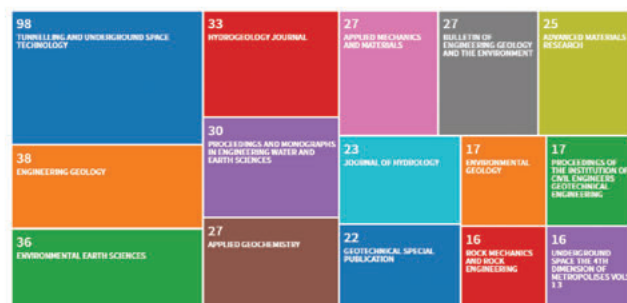 98
TUNNELLING AND UNDERGROUND SPACE
TECHNOLOGY
38
ENGINEERING GEOLOGY
36
ENVIRONMENTAL EARTH SCIENCES
33
HYDROGEOLOGY JOURNAL
30
PROCEEDINGS AND MONOGRAPHS
IN ENGINEERING WATER AND
EARTH SCIENCES
27
APPLIED GEOCHEMISTRY
27
APPLIED MECHANICS
AND MATERIALS
27
BULLETIN OF
ENGINEERING GEOLOGY
AND THE ENVIRONMENT
25
ADVANCED MATERIALS
RESEARCH
23
JOURNAL OF HYDROLOGY
22
GEOTECHNICAL SPECIAL
PUBLICATION
17
ENVIRONMENTAL
GEOLOGY
17
PROCEEDINGS OF
THE INSTITUTION OF
CIVIL ENGINEERS
GEOTECHNICAL
ENGINEERING
16
ROCK MECHANICS
AND ROCK
ENGINEERING
16
UNDERGROUND
SPACE THE 4TH
DIMENSION OF
METROPOLISES VOLS
1 3